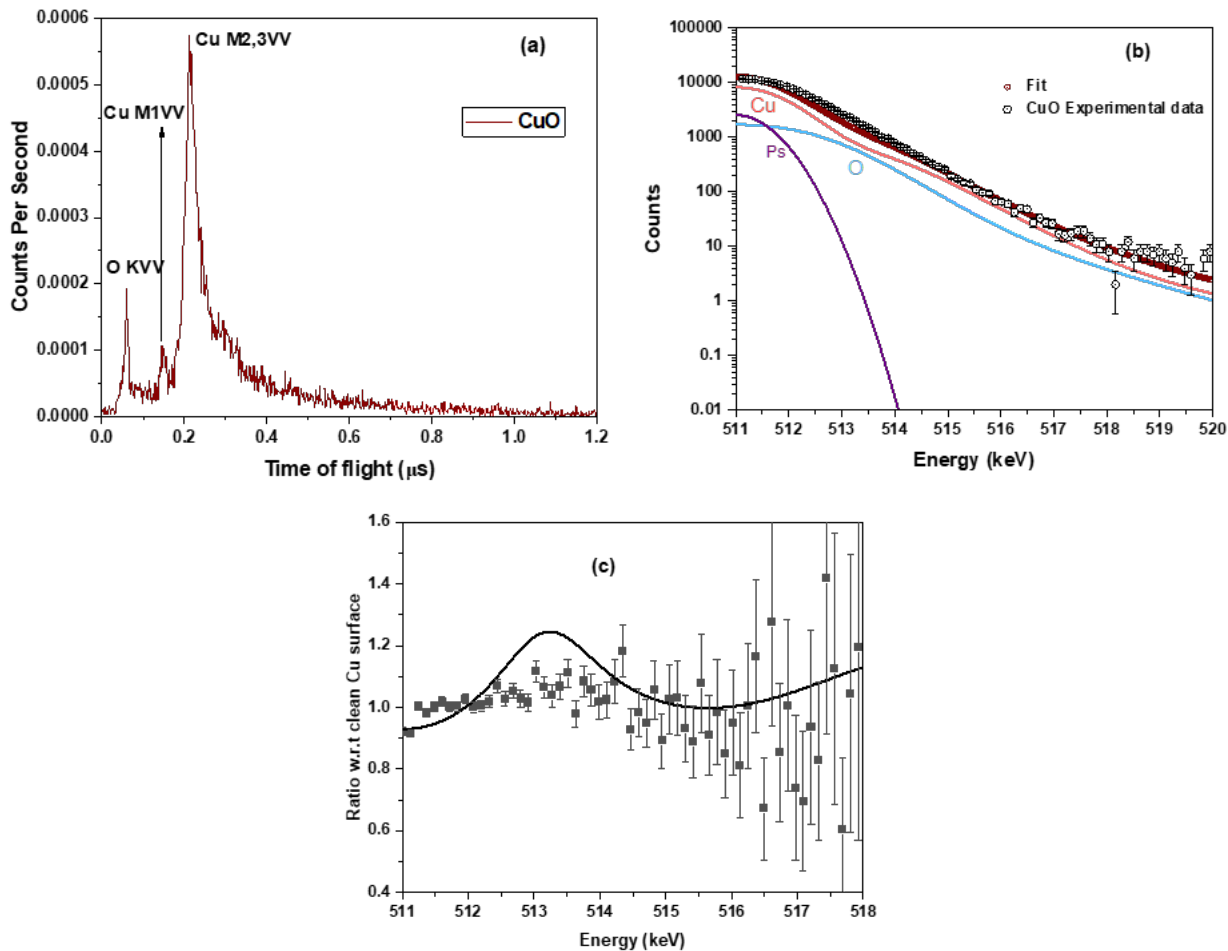 0.0006
0.0005
0.0004
0.0003
0.0002
0.0001
0.0000
Counts Per Second
(a)
Cu M2,3VV
Cu M1VV
CuO
O KVV
0.0 0.2 0.4 0.6 0.8 1.0 1.2
Time of flight (μs)
100000
10000
1000
100
10
1
0.1
0.01
Counts
(b)
Fit
CuO Experimental data
Cu
Ps
O
511 512 513 514 515 516 517 518 519 520
Energy (keV)
1.6
1.4
1.2
1.0
0.8
0.6
0.4
Ratio w.r.t clean Cu surface
(c)
511 512 513 514 515 516 517 518
Energy (keV)